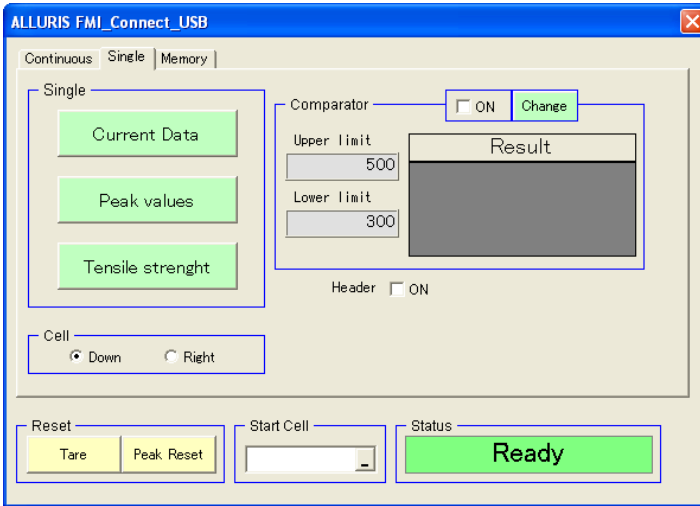 ALLURIS FMI_Connect_USB
Continuous Single Memory
Single
Current Data
Peak values
Tensile strenght
Comparator
ON
Change
Upper limit
500
Lower limit
300
Result
Header ON
Cell
Down Right
Reset
Tare Peak Reset
Start Cell
Status
Ready